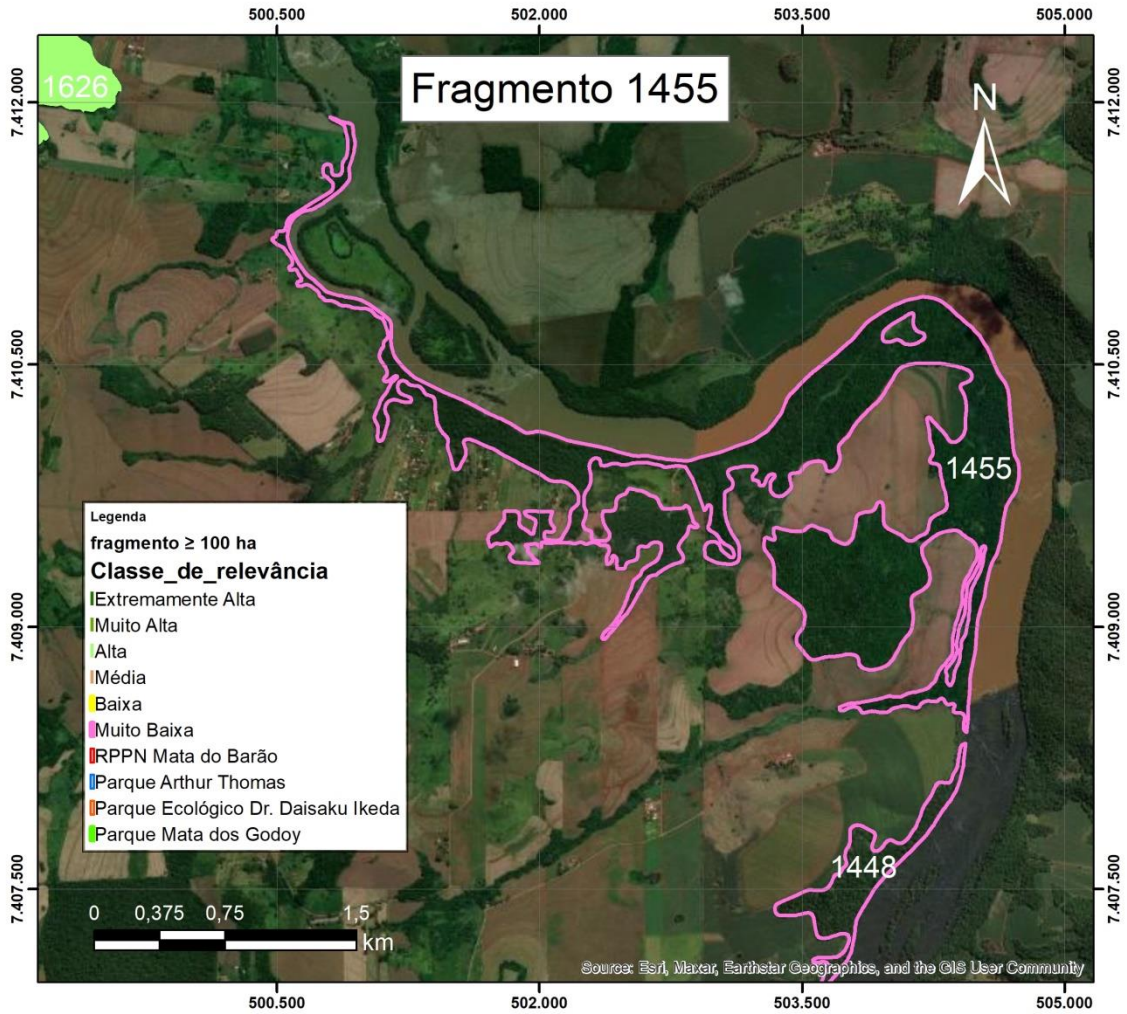 500.500 502.000 503.500 505.000
1626
Fragmento 1455
N
7.412.000 7.412.000
7.410.500 7.410.500
1455
Legenda
fragmento ≥ 100 ha
Classe_de_relevância
Extremamente Alta
Muito Alta
Alta
Média
Baixa
Muito Baixa
RPPN Mata do Barão
Parque Arthur Thomas
Parque Ecológico Dr. Daisaku Ikeda
Parque Mata dos Godoy
7.409.000 7.409.000
1448
7.407.500 7.407.500
0 0,375 0,75 1,5
km
Source: Esri, Maxar, Earthstar Geographics, and the GIS User Community
500.500 502.000 503.500 505.000